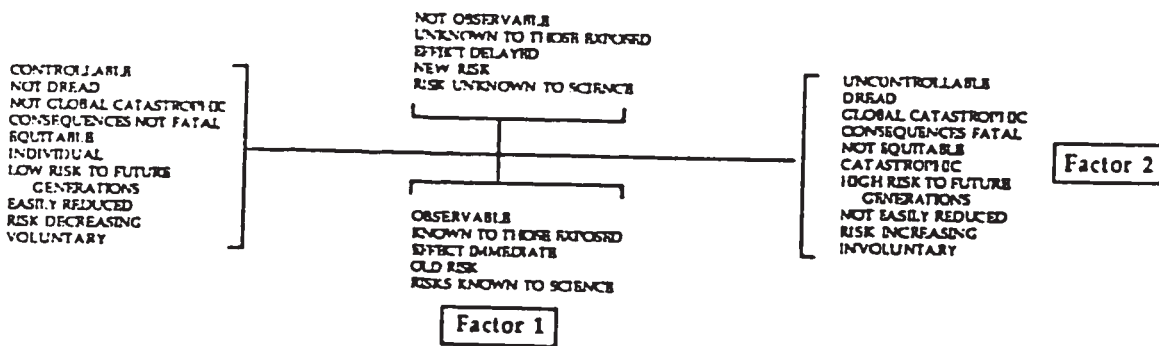 NOT OBSERVABLE
UNKNOWN TO THOSE EXPOSED
EFFECT DELAYED
NEW RISK
RISK UNKNOWN TO SCIENCE
CONTROLLABLE
NOT DREAD
NOT GLOBAL CATASTROPHIC
CONSEQUENCES NOT FATAL
EQUITABLE
INDIVIDUAL
LOW RISK TO FUTURE
GENERATIONS
EASILY REDUCED
RISK DECREASING
VOLUNTARY
UNCONTROLLABLE
DREAD
GLOBAL CATASTROPHIC
CONSEQUENCES FATAL
NOT EQUITABLE
CATASTROPHIC
HIGH RISK TO FUTURE
GENERATIONS
NOT EASILY REDUCED
RISK INCREASING
INVOLUNTARY
Factor 2
OBSERVABLE
KNOWN TO THOSE EXPOSED
EFFECT IMMEDIATE
OLD RISK
RISKS KNOWN TO SCIENCE
Factor 1